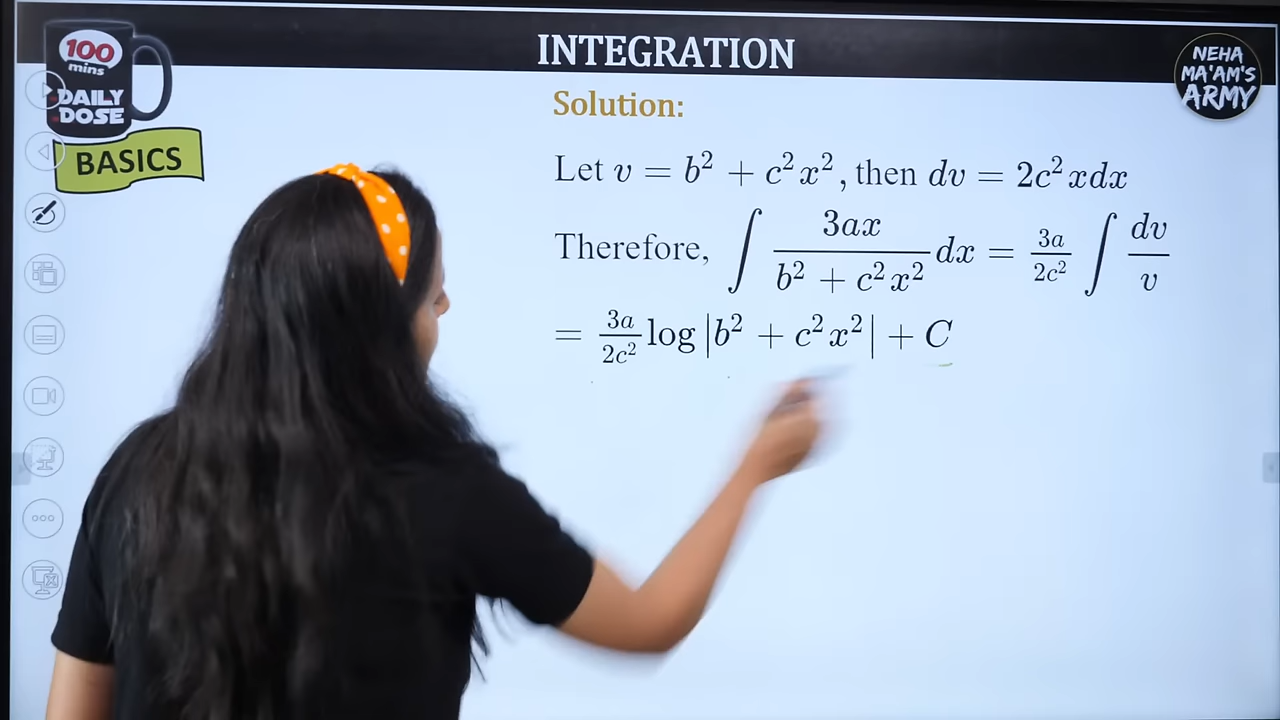 INTEGRATION
100
mins
DAILY
DOSE
BASICS
NEHA
MA'AM'S
ARMY
Solution:
Let v = b² + c²x², then dv = 2c²xdx
Therefore, ∫ 3ax / (b² + c²x²) dx = 3a/2c² ∫ dv/v
= 3a/2c² log |b² + c²x²| + C